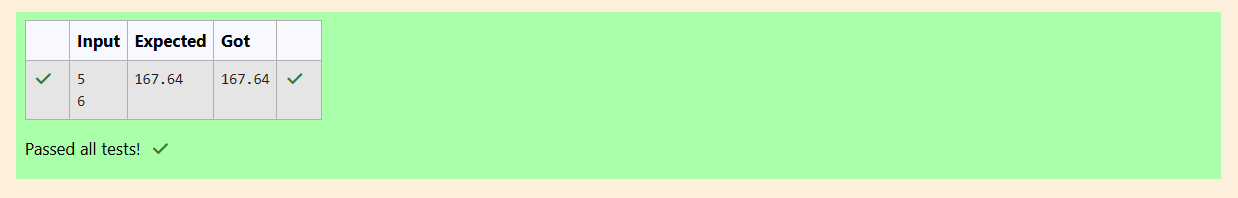 Input Expected Got
5 167.64 167.64
6
Passed all tests!